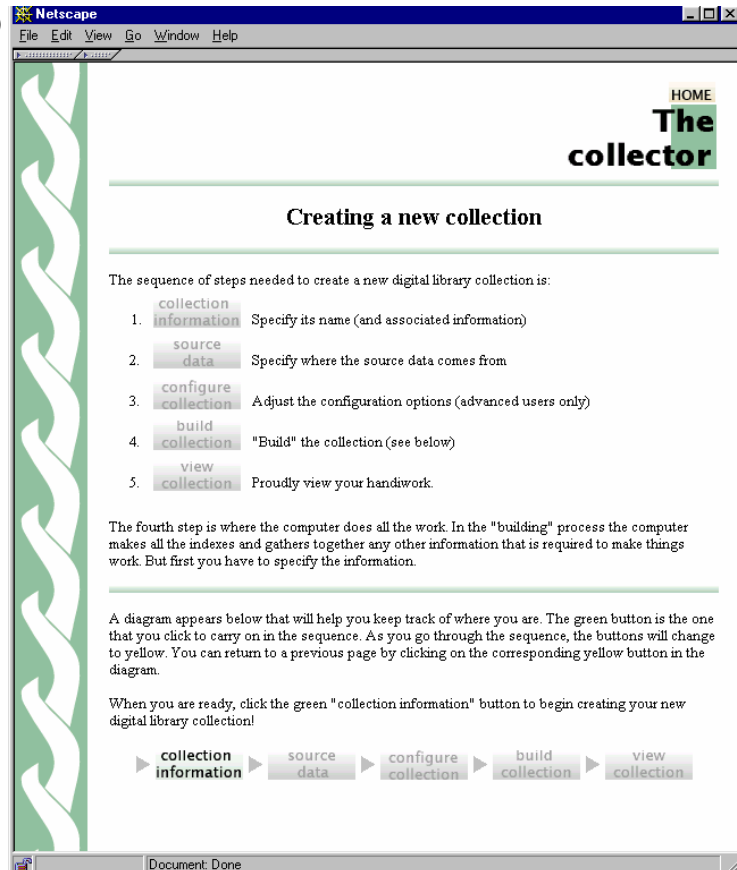 Netscape
File Edit View Go Window Help
HOME
The
collector
Creating a new collection
The sequence of steps needed to create a new digital library collection is:
1. collection information Specify its name (and associated information)
2. source data Specify where the source data comes from
3. configure collection Adjust the configuration options (advanced users only)
4. build collection "Build" the collection (see below)
5. view collection Proudly view your handiwork.
The fourth step is where the computer does all the work. In the "building" process the computer
makes all the indexes and gathers together any other information that is required to make things
work. But first you have to specify the information.
A diagram appears below that will help you keep track of where you are. The green button is the one
that you click to carry on in the sequence. As you go through the sequence, the buttons will change
to yellow. You can return to a previous page by clicking on the corresponding yellow button in the
diagram.
When you are ready, click the green "collection information" button to begin creating your new
digital library collection!
collection information source data configure collection build collection view collection
Document: Done